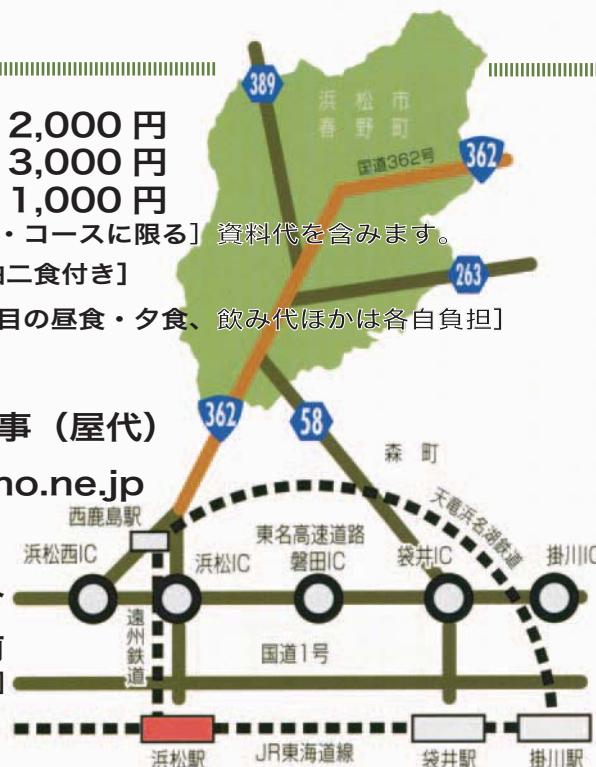 2,000 円
3,000 円
1,000 円
・コースに限る］資料代を含みます。
二食付き］
目の昼食・夕食、飲み代ほかは各自負担］
事（屋代）
no.ne.jp
389
浜松市
春野町
国道362号
362
263
362
58
森町
西鹿島駅
天竜浜名湖鉄道
浜松西IC
浜松IC
東名高速道路
磐田IC
袋井IC
掛川IC
遠州鉄道
国道1号
浜松駅
JR東海道線
袋井駅
掛川駅